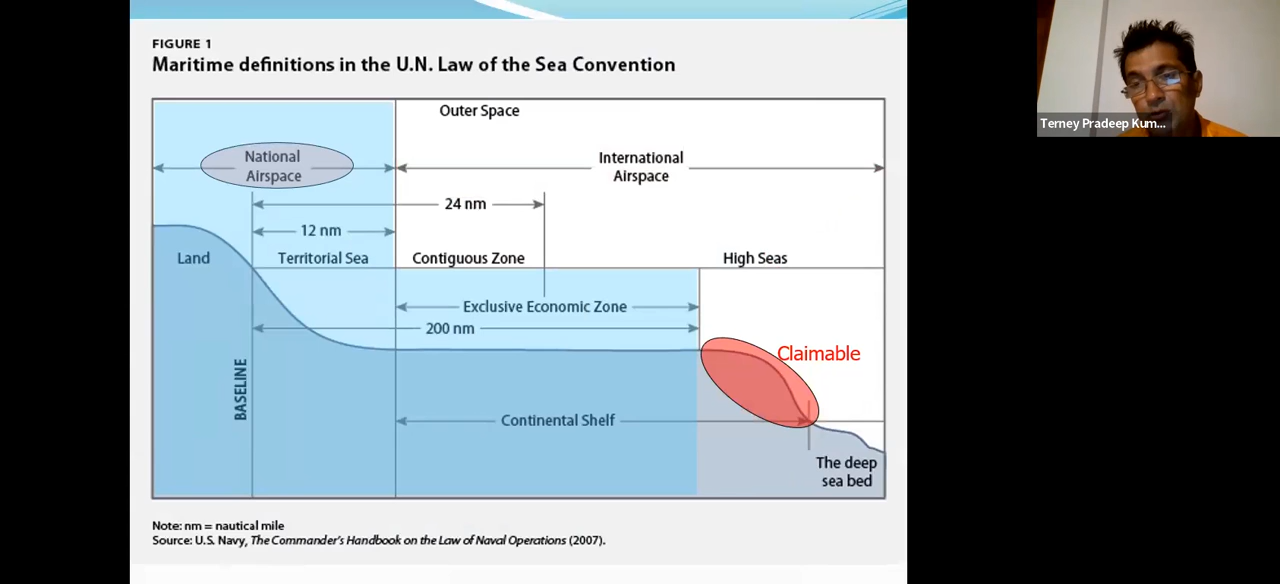 FIGURE 1
Maritime definitions in the U.N. Law of the Sea Convention
Outer Space
National
Airspace
International
Airspace
24 nm
12 nm
Land
Territorial Sea
Contiguous Zone
High Seas
Exclusive Economic Zone
200 nm
Claimable
BASELINE
Continental Shelf
The deep
sea bed
Note: nm = nautical mile
Source: U.S. Navy, The Commander's Handbook on the Law of Naval Operations (2007).
Terney Pradeep Kum...